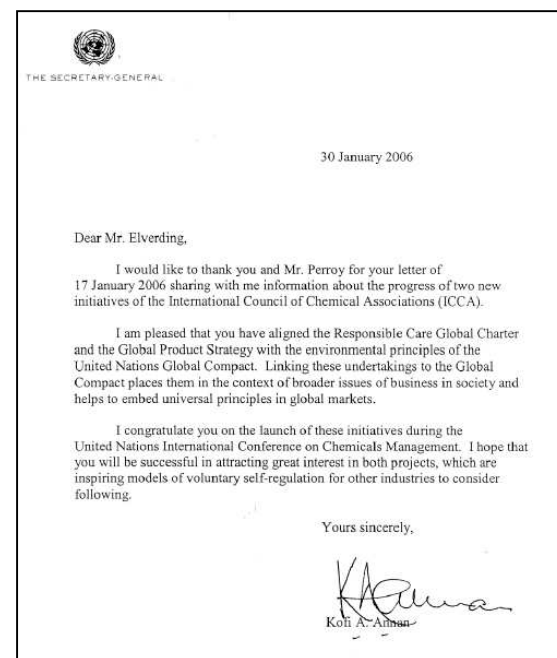 THE SECRETARY-GENERAL
30 January 2006
Dear Mr. Elverding,
I would like to thank you and Mr. Perroy for your letter of
17 January 2006 sharing with me information about the progress of two new
initiatives of the International Council of Chemical Associations (ICCA).
I am pleased that you have aligned the Responsible Care Global Charter
and the Global Product Strategy with the environmental principles of the
United Nations Global Compact. Linking these undertakings to the Global
Compact places them in the context of broader issues of business in society and
helps to embed universal principles in global markets.
I congratulate you on the launch of these initiatives during the
United Nations International Conference on Chemicals Management. I hope that
you will be successful in attracting great interest in both projects, which are
inspiring models of voluntary self-regulation for other industries to consider
following.
Yours sincerely,
Kofi A. Annan